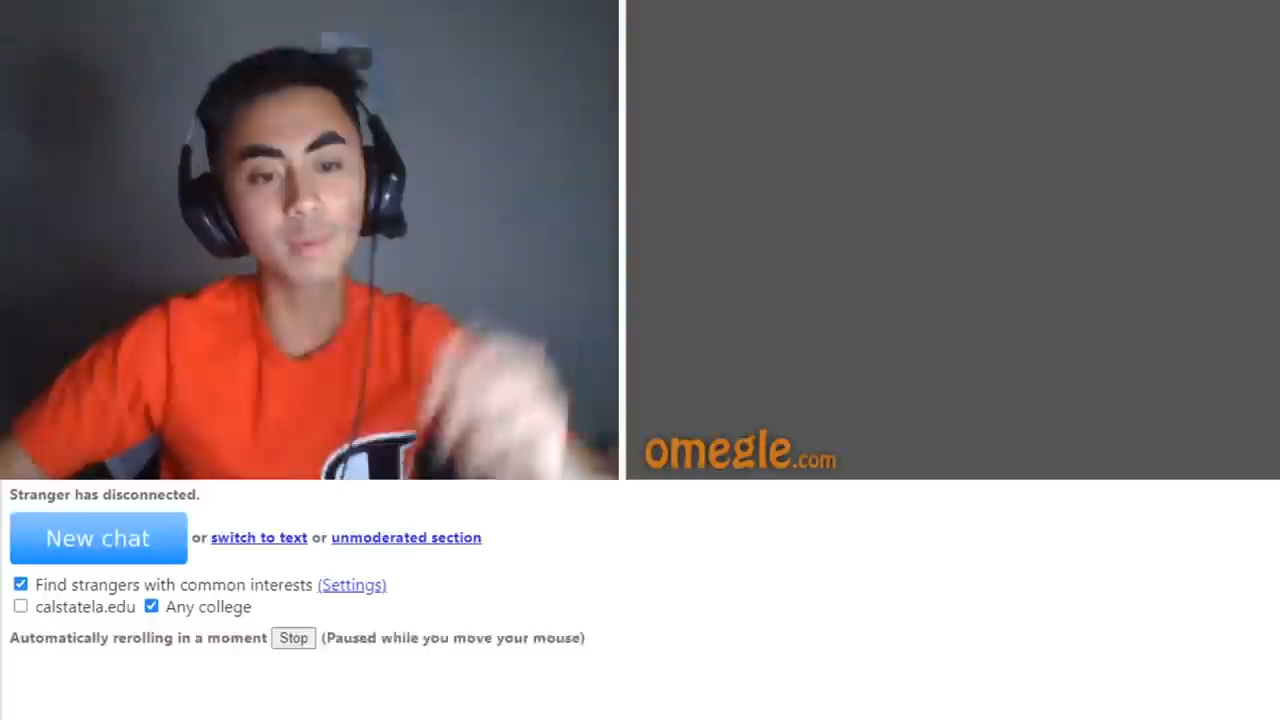 omegle.com
Stranger has disconnected.
New chat or switch to text or unmoderated section
Find strangers with common interests (Settings)
calstatela.edu Any college
Automatically rerolling in a moment Stop (Paused while you move your mouse)